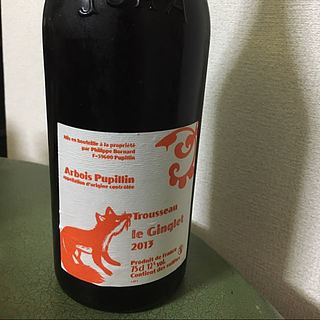 JURA
Mis en bouteille à la propriété
par Philippe Bornard
F-39600 Pupillin
Arbois Pupillin
appellation d'origine contrôlée
Trousseau
le Ginglet
2013
Produit de France
75cl 12% vol.
Contient des sulfites